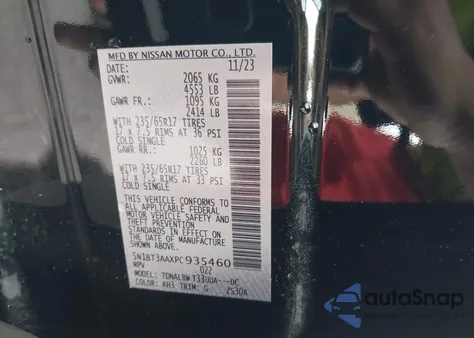 MFD BY NISSAN MOTOR CO., LTD.
DATE: 11/23
GVWR: 2065 KG
4553 LB
GAWR FR.: 1095 KG
2414 LB
WITH 235/65R17 TIRES
17 x 7.5 RIMS AT 36 PSI
COLD SINGLE
GAWR RR.: 1025 KG
2260 LB
WITH 235/65R17 TIRES
17 x 7.5 RIMS AT 33 PSI
COLD SINGLE
THIS VEHICLE CONFORMS TO
ALL APPLICABLE FEDERAL
MOTOR VEHICLE SAFETY AND
THEFT PREVENTION
STANDARDS IN EFFECT ON
THE DATE OF MANUFACTURE
SHOWN ABOVE.
5N1BT3AAXPC935460
MPV 022
MODEL: TDNALBW T33UUA---DC
COLOR: KH3 TRIM: G 2530A
autoSnap